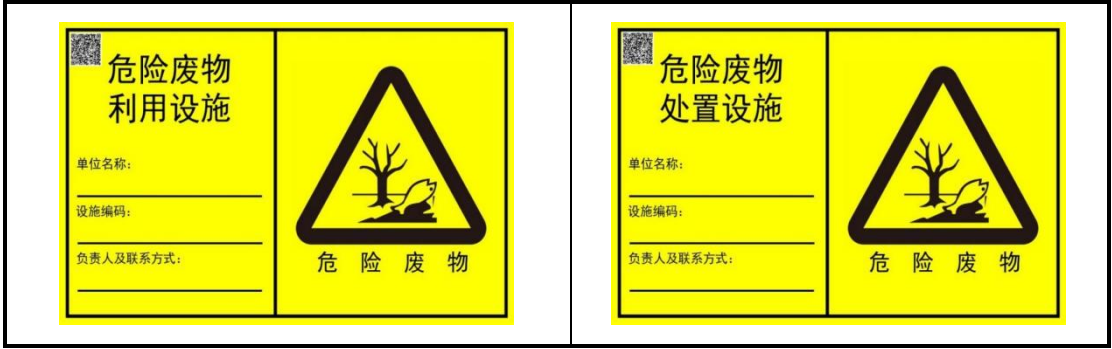 危险废物
利用设施
单位名称：
设施编码：
负责人及联系方式：
危险废物
危险废物
处置设施
单位名称：
设施编码：
负责人及联系方式：
危险废物